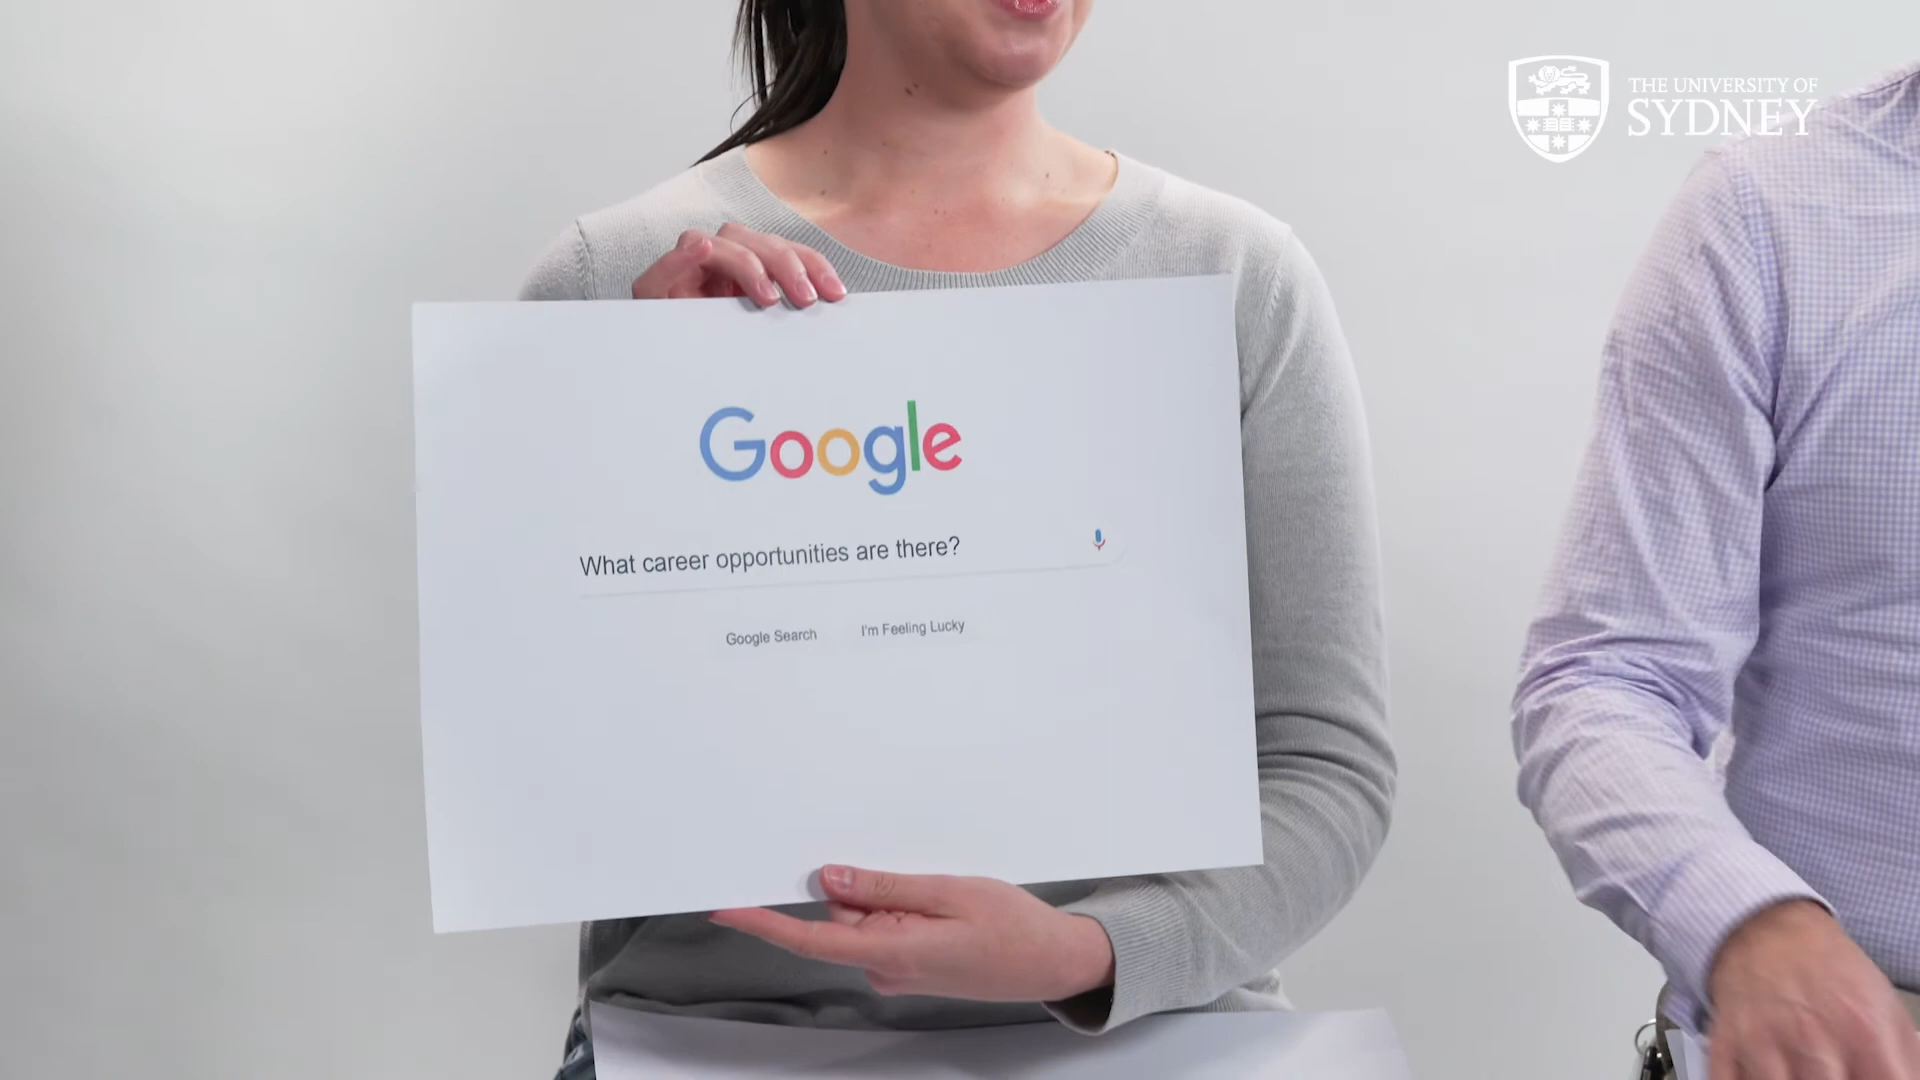 THE UNIVERSITY OF
SYDNEY
Google
What career opportunities are there?
Google Search I'm Feeling Lucky